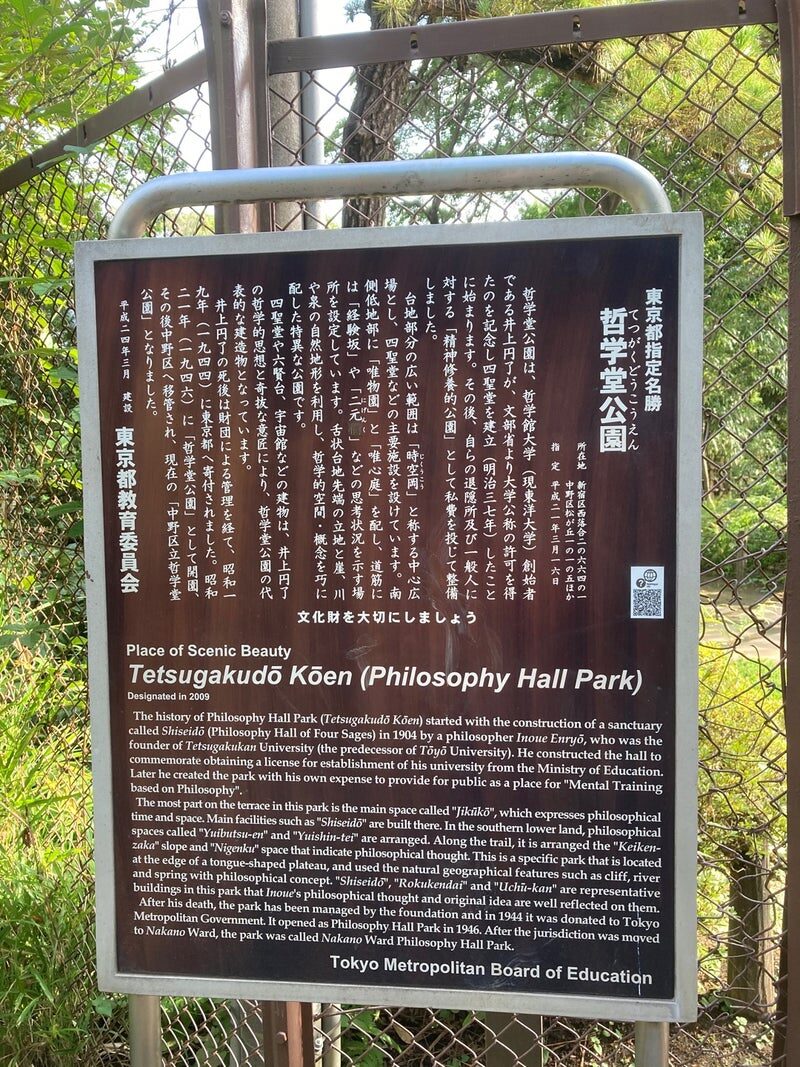 東京都指定名勝
てつがくどうこうえん
哲学堂公園
所在地 新宿区西落合二の六六四の一
中野区松が丘一の一の五ほか
指定 平成二一年三月一六日
哲学堂公園は、哲学館大学（現東洋大学）創始者
である井上円了が、文部省より大学公称の許可を得
たのを記念し四聖堂を建立（明治三七年）したこと
に始まります。その後、自らの退隠所及び一般人に
対する「精神修養的公園」として私費を投じて整備
しました。
台地部分の広い範囲は「時空岡」と称する中心広
じくうこう
場とし、四聖堂などの主要施設を設けています。南
側低地部に「唯物園」と「唯心庭」を配し、道筋に
は「経験坂」や「二元」などの思考状況を示す場
所を設定しています。舌状台地先端の立地と崖、川
や泉の自然地形を利用し、哲学的空間・概念を巧に
配した特異な公園です。
四聖堂や六賢台、宇宙館などの建物は、井上円了
の哲学的思想と奇抜な意匠により、哲学堂公園の代
表的な建造物となっています。
井上円了の死後は財団による管理を経て、昭和一
九年（一九四四）に東京都へ寄付されました。昭和
二一年（一九四六）に「哲学堂公園」として開園、
その後中野区へ移管され、現在の「中野区立哲学堂
公園」となりました。
平成二四年三月 建設
東京都教育委員会
文化財を大切にしましょう
Place of Scenic Beauty
Tetsugakudō Kōen (Philosophy Hall Park)
Designated in 2009
The history of Philosophy Hall Park (Tetsugakudō Kōen) started with the construction of a sanctuary
called Shiseidō (Philosophy Hall of Four Sages) in 1904 by a philosopher Inoue Enryō, who was the
founder of Tetsugakukan University (the predecessor of Tōyō University). He constructed the hall to
commemorate obtaining a license for establishment of his university from the Ministry of Education.
Later he created the park with his own expense to provide for public as a place for "Mental Training
based on Philosophy".
The most part on the terrace in this park is the main space called "Jikūkō", which expresses philosophical
time and space. Main facilities such as "Shiseidō" are built there. In the southern lower land, philosophical
spaces called "Yuibutsu-en" and "Yuishin-tei" are arranged. Along the trail, it is arranged the "Keiken-
zaka" slope and "Nigenku" space that indicate philosophical thought. This is a specific park that is located
at the edge of a tongue-shaped plateau, and used the natural geographical features such as cliff, river
and spring with philosophical concept. "Shiseidō", "Rokukendai" and "Uchū-kan" are representative
buildings in this park that Inoue's philosophical thought and original idea are well reflected on them.
After his death, the park has been managed by the foundation and in 1944 it was donated to Tokyo
Metropolitan Government. It opened as Philosophy Hall Park in 1946. After the jurisdiction was moved
to Nakano Ward, the park was called Nakano Ward Philosophy Hall Park.
Tokyo Metropolitan Board of Education